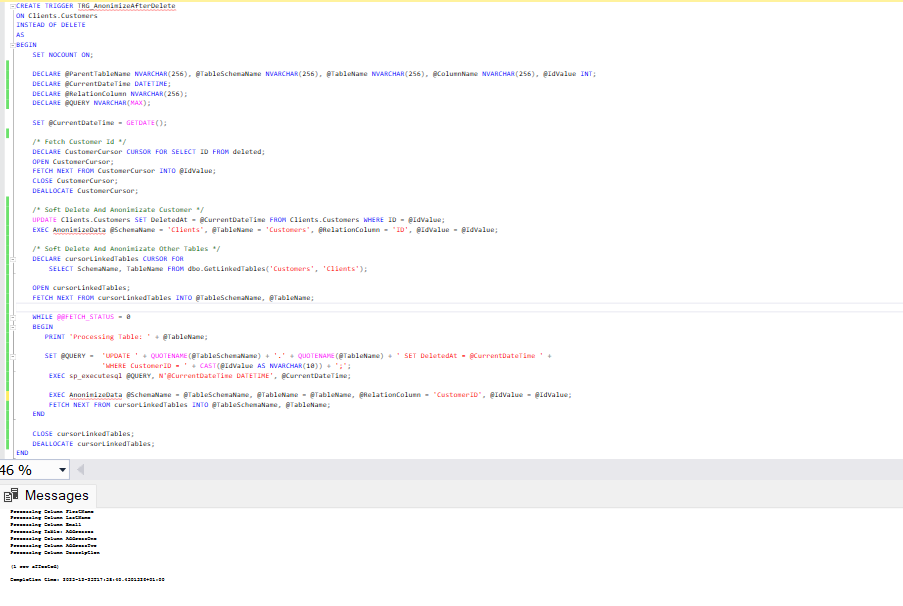 CREATE TRIGGER TRG_AnonimizeAfterDelete
ON Clients.Customers
INSTEAD OF DELETE
AS
BEGIN
SET NOCOUNT ON;
DECLARE @ParentTableName NVARCHAR(256), @TableSchemaName NVARCHAR(256), @TableName NVARCHAR(256), @ColumnName NVARCHAR(256), @IdValue INT;
DECLARE @CurrentDateTime DATETIME;
DECLARE @RelationColumn NVARCHAR(256);
DECLARE @QUERY NVARCHAR(MAX);
SET @CurrentDateTime = GETDATE();
/* Fetch Customer Id */
DECLARE CustomerCursor CURSOR FOR SELECT ID FROM deleted;
OPEN CustomerCursor;
FETCH NEXT FROM CustomerCursor INTO @IdValue;
CLOSE CustomerCursor;
DEALLOCATE CustomerCursor;
/* Soft Delete And Anonimizate Customer */
UPDATE Clients.Customers SET DeletedAt = @CurrentDateTime FROM Clients.Customers WHERE ID = @IdValue;
EXEC AnonimizeData @SchemaName = 'Clients', @TableName = 'Customers', @RelationColumn = 'ID', @IdValue = @IdValue;
/* Soft Delete And Anonimizate Other Tables */
DECLARE cursorLinkedTables CURSOR FOR
SELECT SchemaName, TableName FROM dbo.GetLinkedTables('Customers', 'Clients');
OPEN cursorLinkedTables;
FETCH NEXT FROM cursorLinkedTables INTO @TableSchemaName, @TableName;
WHILE @@FETCH_STATUS = 0
BEGIN
PRINT 'Processing Table: ' + @TableName;
SET @QUERY = 'UPDATE ' + QUOTENAME(@TableSchemaName) + '.' + QUOTENAME(@TableName) + ' SET DeletedAt = @CurrentDateTime ' +
'WHERE CustomerID = ' + CAST(@IdValue AS NVARCHAR(10)) + ';';
EXEC sp_executesql @QUERY, N'@CurrentDateTime DATETIME', @CurrentDateTime;
EXEC AnonimizeData @SchemaName = @TableSchemaName, @TableName = @TableName, @RelationColumn = 'CustomerID', @IdValue = @IdValue;
FETCH NEXT FROM cursorLinkedTables INTO @TableSchemaName, @TableName;
END
CLOSE cursorLinkedTables;
DEALLOCATE cursorLinkedTables;
END
46 %
Messages
Processing Column FirstName
Processing Column LastName
Processing Column Email
Processing Table: Addresses
Processing Column AddressOne
Processing Column AddressTwo
Processing Column Description
(1 row affected)
Completion time: